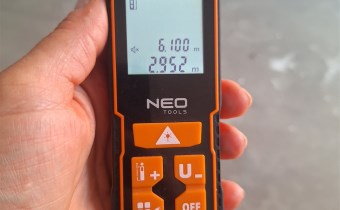 6.100 m
2.952 m
NEO
TOOLS
+ U-
OFF